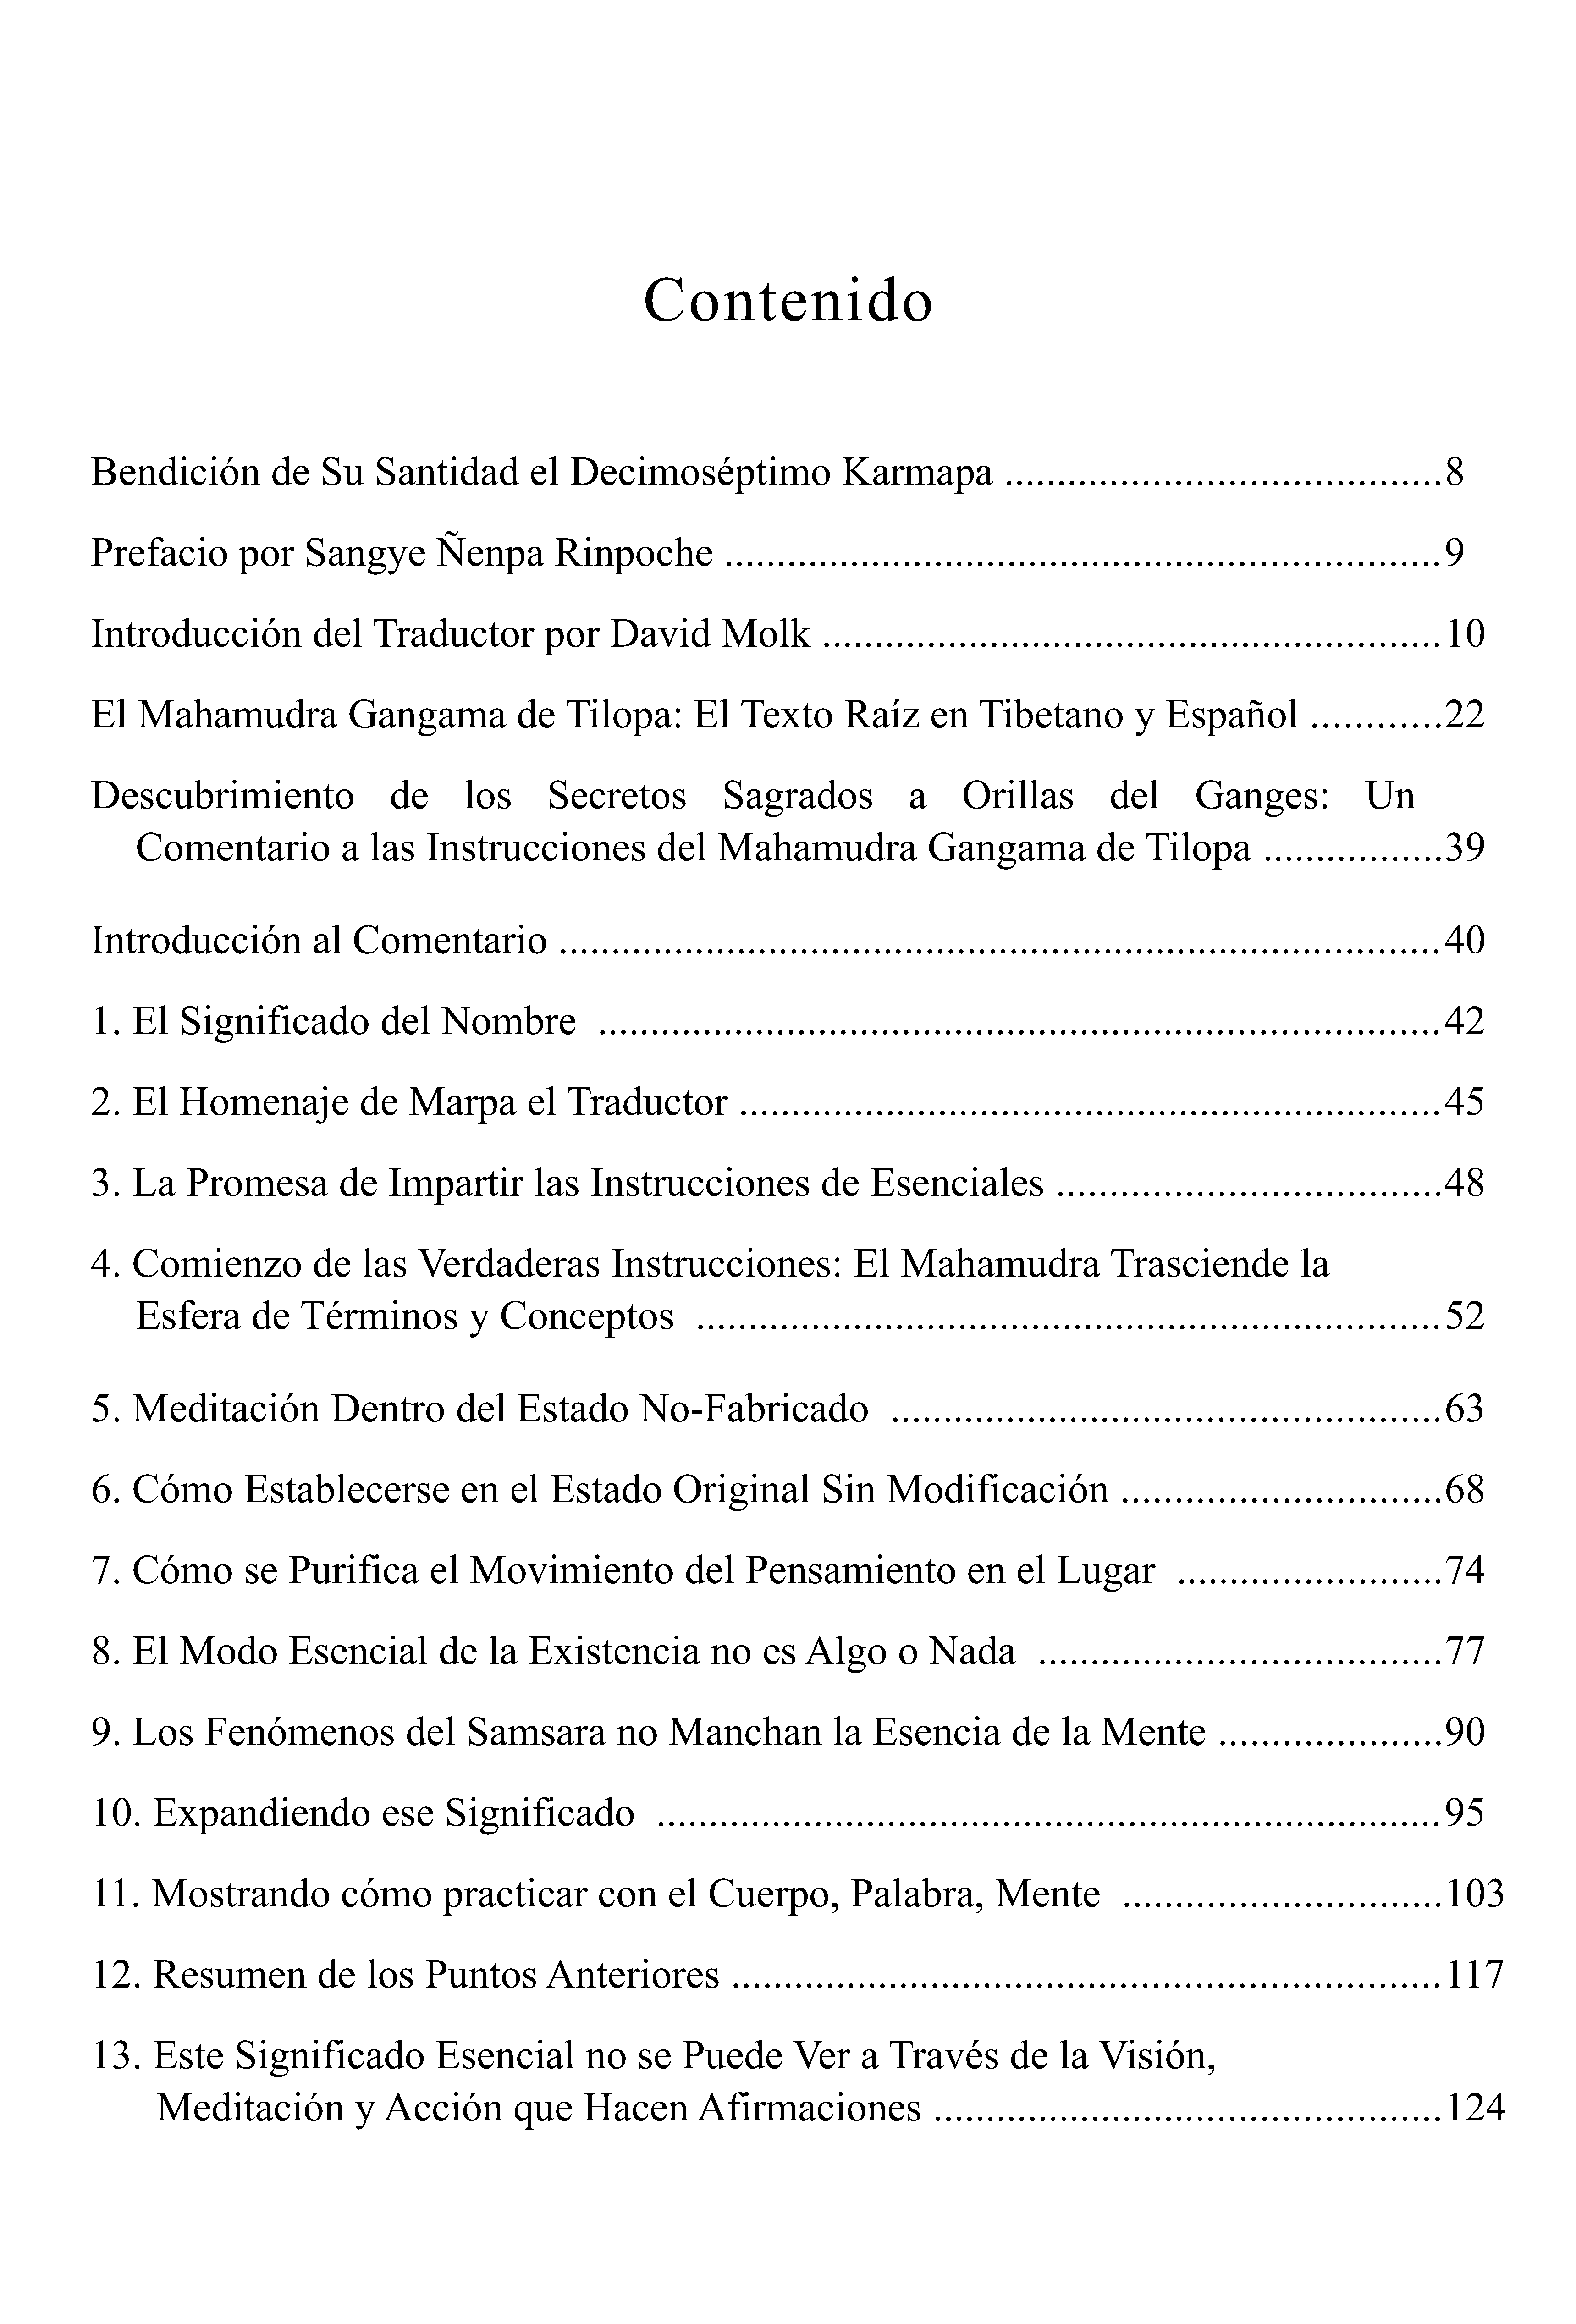 Contenido
Bendición de Su Santidad el Decimoséptimo Karmapa ..........................................8
Prefacio por Sangye Ñenpa Rinpoche .....................................................................9
Introducción del Traductor por David Molk ...........................................................10
El Mahamudra Gangama de Tilopa: El Texto Raíz en Tibetano y Español .............22
Descubrimiento de los Secretos Sagrados a Orillas del Ganges: Un
Comentario a las Instrucciones del Mahamudra Gangama de Tilopa .................39
Introducción al Comentario .....................................................................................40
1. El Significado del Nombre .................................................................................42
2. El Homenaje de Marpa el Traductor ....................................................................45
3. La Promesa de Impartir las Instrucciones de Esenciales .....................................48
4. Comienzo de las Verdaderas Instrucciones: El Mahamudra Trasciende la
Esfera de Términos y Conceptos ........................................................................52
5. Meditación Dentro del Estado No-Fabricado .....................................................63
6. Cómo Establecerse en el Estado Original Sin Modificación ...............................68
7. Cómo se Purifica el Movimiento del Pensamiento en el Lugar .........................74
8. El Modo Esencial de la Existencia no es Algo o Nada .......................................77
9. Los Fenómenos del Samsara no Manchan la Esencia de la Mente .....................90
10. Expandiendo ese Significado ...........................................................................95
11. Mostrando cómo practicar con el Cuerpo, Palabra, Mente ...............................103
12. Resumen de los Puntos Anteriores ....................................................................117
13. Este Significado Esencial no se Puede Ver a Través de la Visión,
Meditación y Acción que Hacen Afirmaciones .................................................124